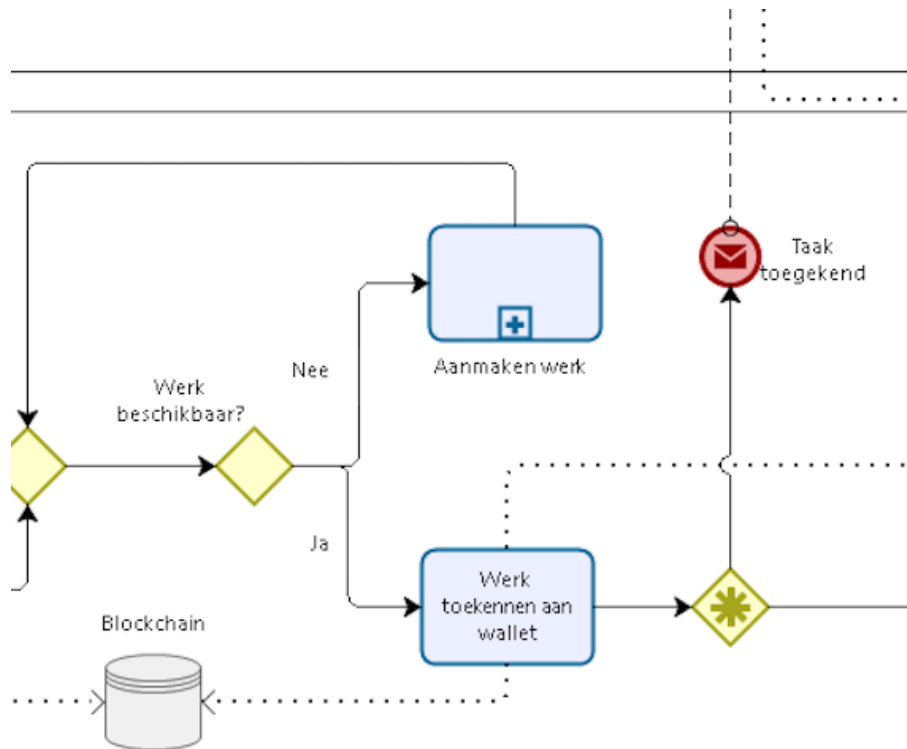 Taak
toegekend
Nee
Aanmaken werk
Werk
beschikbaar?
Ja
Werk
toekennen aan
wallet
Blockchain